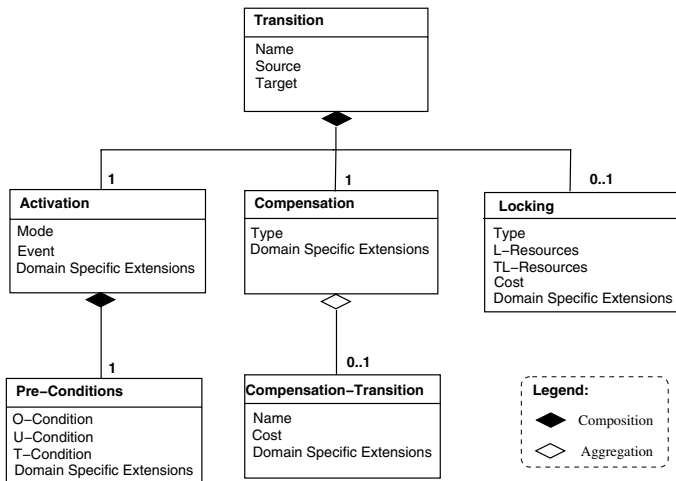 Transition
Name
Source
Target
1
1
0..1
Activation
Mode
Event
Domain Specific Extensions
Compensation
Type
Domain Specific Extensions
Locking
Type
L–Resources
TL–Resources
Cost
Domain Specific Extensions
1
0..1
Pre–Conditions
O–Condition
U–Condition
T–Condition
Domain Specific Extensions
Compensation–Transition
Name
Cost
Domain Specific Extensions
Legend:
Composition
Aggregation